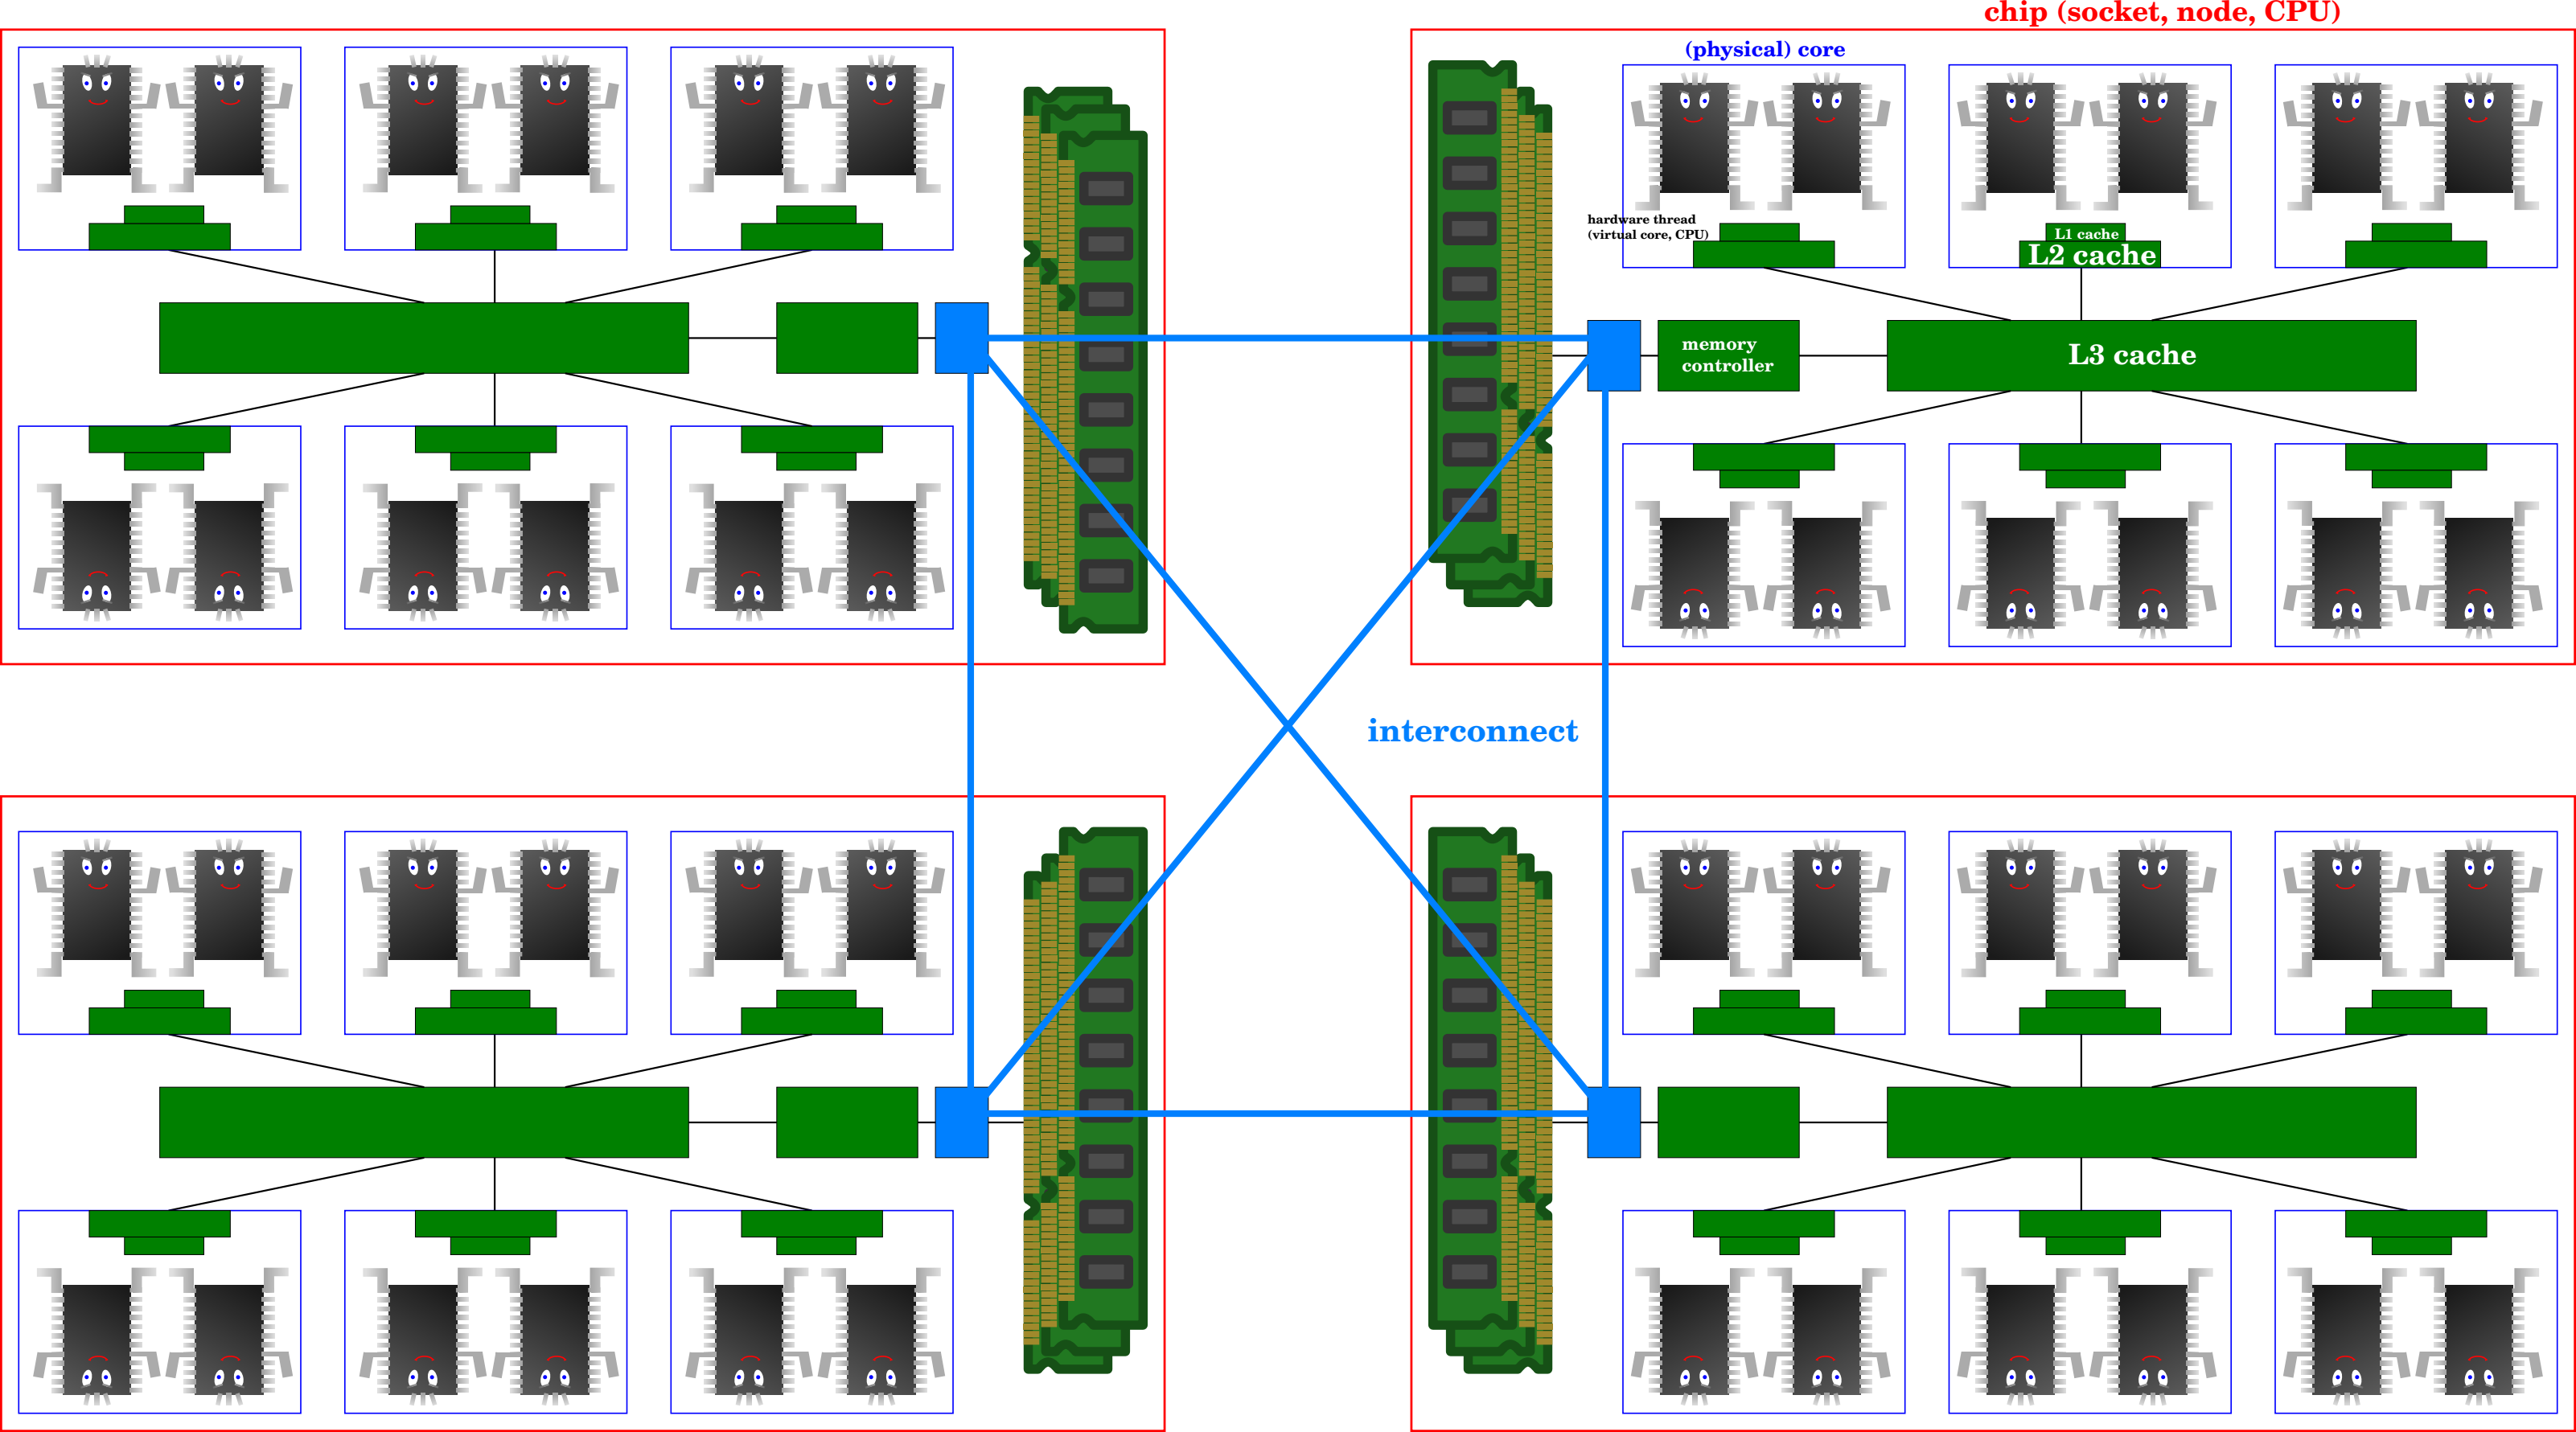 chip (socket, node, CPU)
(physical) core
hardware thread
(virtual core, CPU)
L1 cache
L2 cache
memory
controller
L3 cache
interconnect